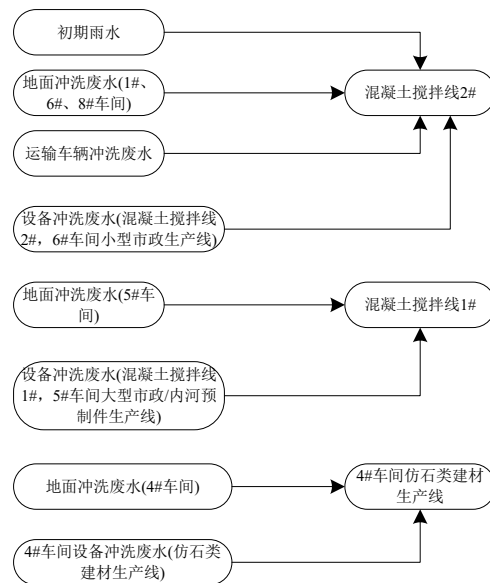 初期雨水
地面冲洗废水(1#、
6#、8#车间)
混凝土搅拌线2#
运输车辆冲洗废水
设备冲洗废水(混凝土搅拌线
2#，6#车间小型市政生产线)
地面冲洗废水(5#车
间)
混凝土搅拌线1#
设备冲洗废水(混凝土搅拌线
1#，5#车间大型市政/内河预
制件生产线)
地面冲洗废水(4#车间)
4#车间仿石类建材
生产线
4#车间设备冲洗废水(仿石类
建材生产线)